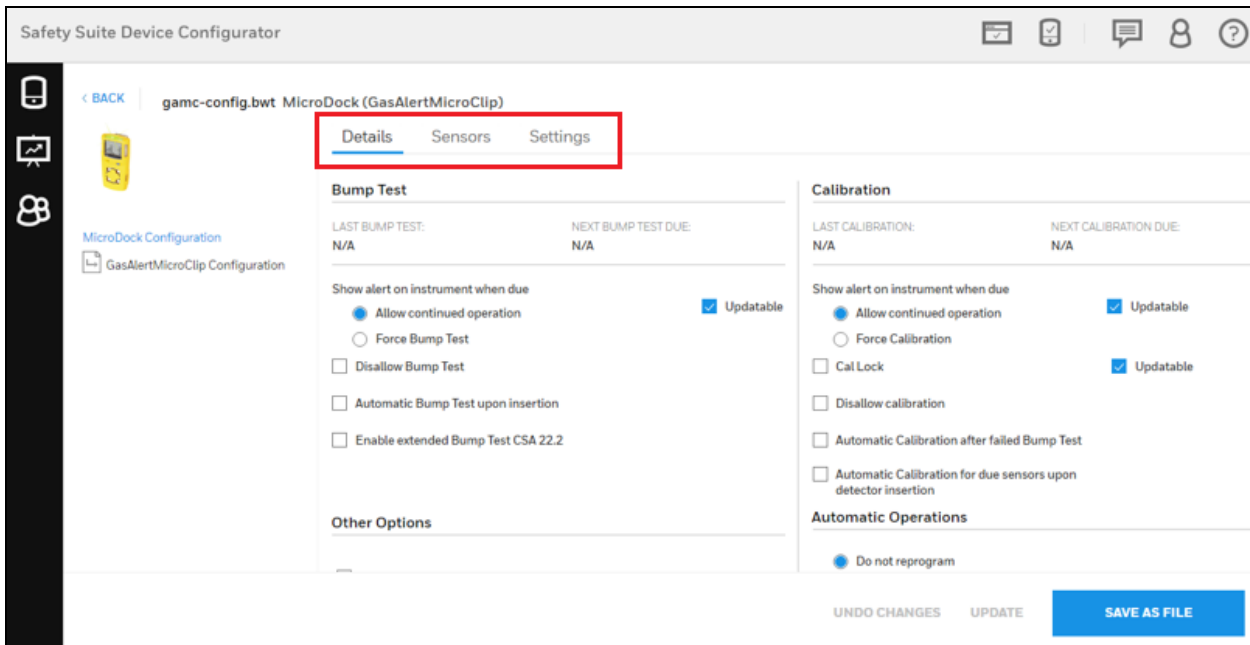 Safety Suite Device Configurator
< BACK
gamc-config.bwt MicroDock (GasAlertMicroClip)
Details Sensors Settings
MicroDock Configuration
GasAlertMicroClip Configuration
Bump Test
LAST BUMP TEST: NEXT BUMP TEST DUE:
N/A N/A
Show alert on instrument when due
Allow continued operation
Updatable
Force Bump Test
Disallow Bump Test
Automatic Bump Test upon insertion
Enable extended Bump Test CSA 22.2
Other Options
Calibration
LAST CALIBRATION: NEXT CALIBRATION DUE:
N/A N/A
Show alert on instrument when due
Allow continued operation
Updatable
Force Calibration
Cal Lock Updatable
Disallow calibration
Automatic Calibration after failed Bump Test
Automatic Calibration for due sensors upon
detector insertion
Automatic Operations
Do not reprogram
UNDO CHANGES UPDATE SAVE AS FILE